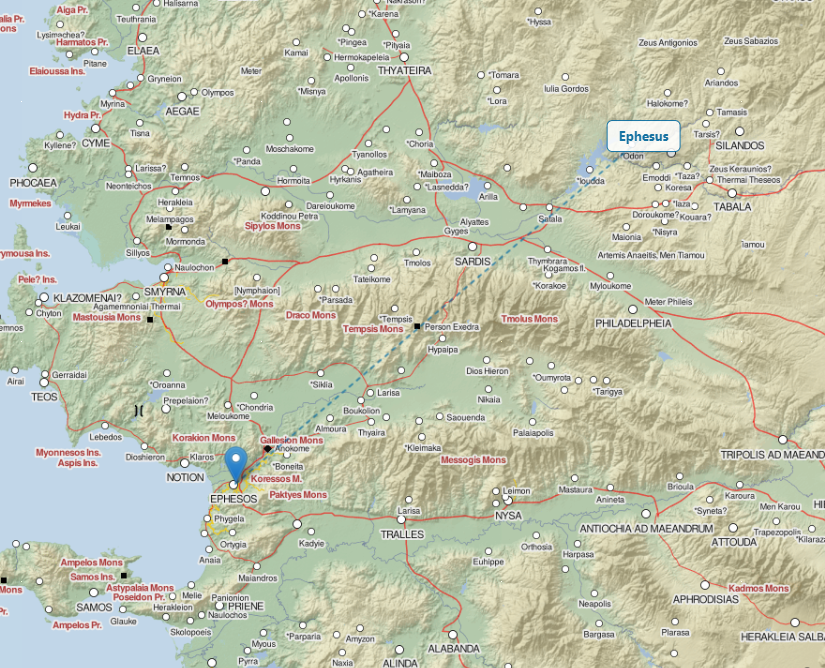 Aiga Pr.
Teuthrania
Halisarna
*Karena
*Hyssa
Lysimachea?
Harmatos Pr.
Pitane
ELAEA
*Pingea
*Pityaia
Kamai
Hermokapeleia
Zeus Antigonios
Zeus Sabazios
Elaioussa Ins.
Gryneion
Meter
Apollonis
THYATEIRA
*Tomara
Iulia Gordos
Arlandos
Myrina
Olympos
*Misnya
*Lora
Halokome?
Hydra Pr.
AEGAE
Tamasis
Tisna
Ephesus
Tarsi?
Kyllene?
CYME
Moschakome
*Choria
*Odon
SILANDOS
*Panda
Tyanollos
Larissa?
Temnos
Agatheira
Maiboza
Emoddi
*Taza?
Zeus Keraunios?
PHOCAEA
Neonteichos
Hormoita
Hyrkanis
*Lasnedda?
*Ioudda
Koresa
Thermai Theseos
Arilla
Myrmekes
Herakleia
Dareioukome
*Lamyana
TABALA
Melampagos
Koddinou Petra
Satala
Doroukome?
*Iaza
Kouara?
Leukai
Sipylos Mons
Alyattes
Mormonda
Gyges
Maionia
*Nisyra
Sillyos
SARDIS
Thymbrara
Artemis Anaeitis, Men Tiamou
Tiamou
Naulochon
Tmolos
Kogamos fl.
Pele? Ins.
Tateikome
SMYRNA
[Nymphaion]
*Korakoe
Myloukome
KLAZOMENAI?
Agamemnoniai Thermai
Olympos? Mons
*Parsada
Meter Phileis
Chyton
Mastousia Mons
Draco Mons
*Tempsis
Tmolus Mons
PHILADELPHEIA
Tempsis Mons
Person Exedra
Hypaipa
Airai
Gerraidai
*Oroanna
*Siklia
Dios Hieron
*Oumyrota
TEOS
Larisa
Nikaia
*Tarigya
Prepelaion?
*Chondria
Boukolion
Meloukome
Almoura
Thyaira
Saouenda
Lebedos
Korakion Mons
Gallesion Mons
*Kleimaka
Palaiapolis
Myonnesos Ins.
Anokome
TRIPOLIS AD MAEAND
Aspis Ins.
Dioshieron
Klaros
*Boneita
Messogis Mons
NOTION
Koressos M.
EPHESOS
Paktyes Mons
Leimon
Mastaura
Brioula
Phygela
Larisa
NYSA
Anineta
Karoura
TRALLES
ANTIOCHIA AD MAEANDRUM
*Syneta?
Men Karou
Ortygia
Kadyie
Orthosia
ATTOUDA
Trapezopolis
Anaia
Euhippe
Harpasa
Ampelos Mons
Maiandros
Samos Ins.
Astypalaia Mons
Kadmos Mons
Poseidon Pr.
Melie
Panionion
APHRODISIAS
SAMOS
Herakleion
PRIENE
Neapolis
Ampelos Pr.
Glauke
Naulochos
Skolopoeis
*Parparia
Amyzon
Bargasa
Plarasa
HERAKLEIA SALBA
Myous
ALABANDA
Pyrra
Naxia
ALINDA